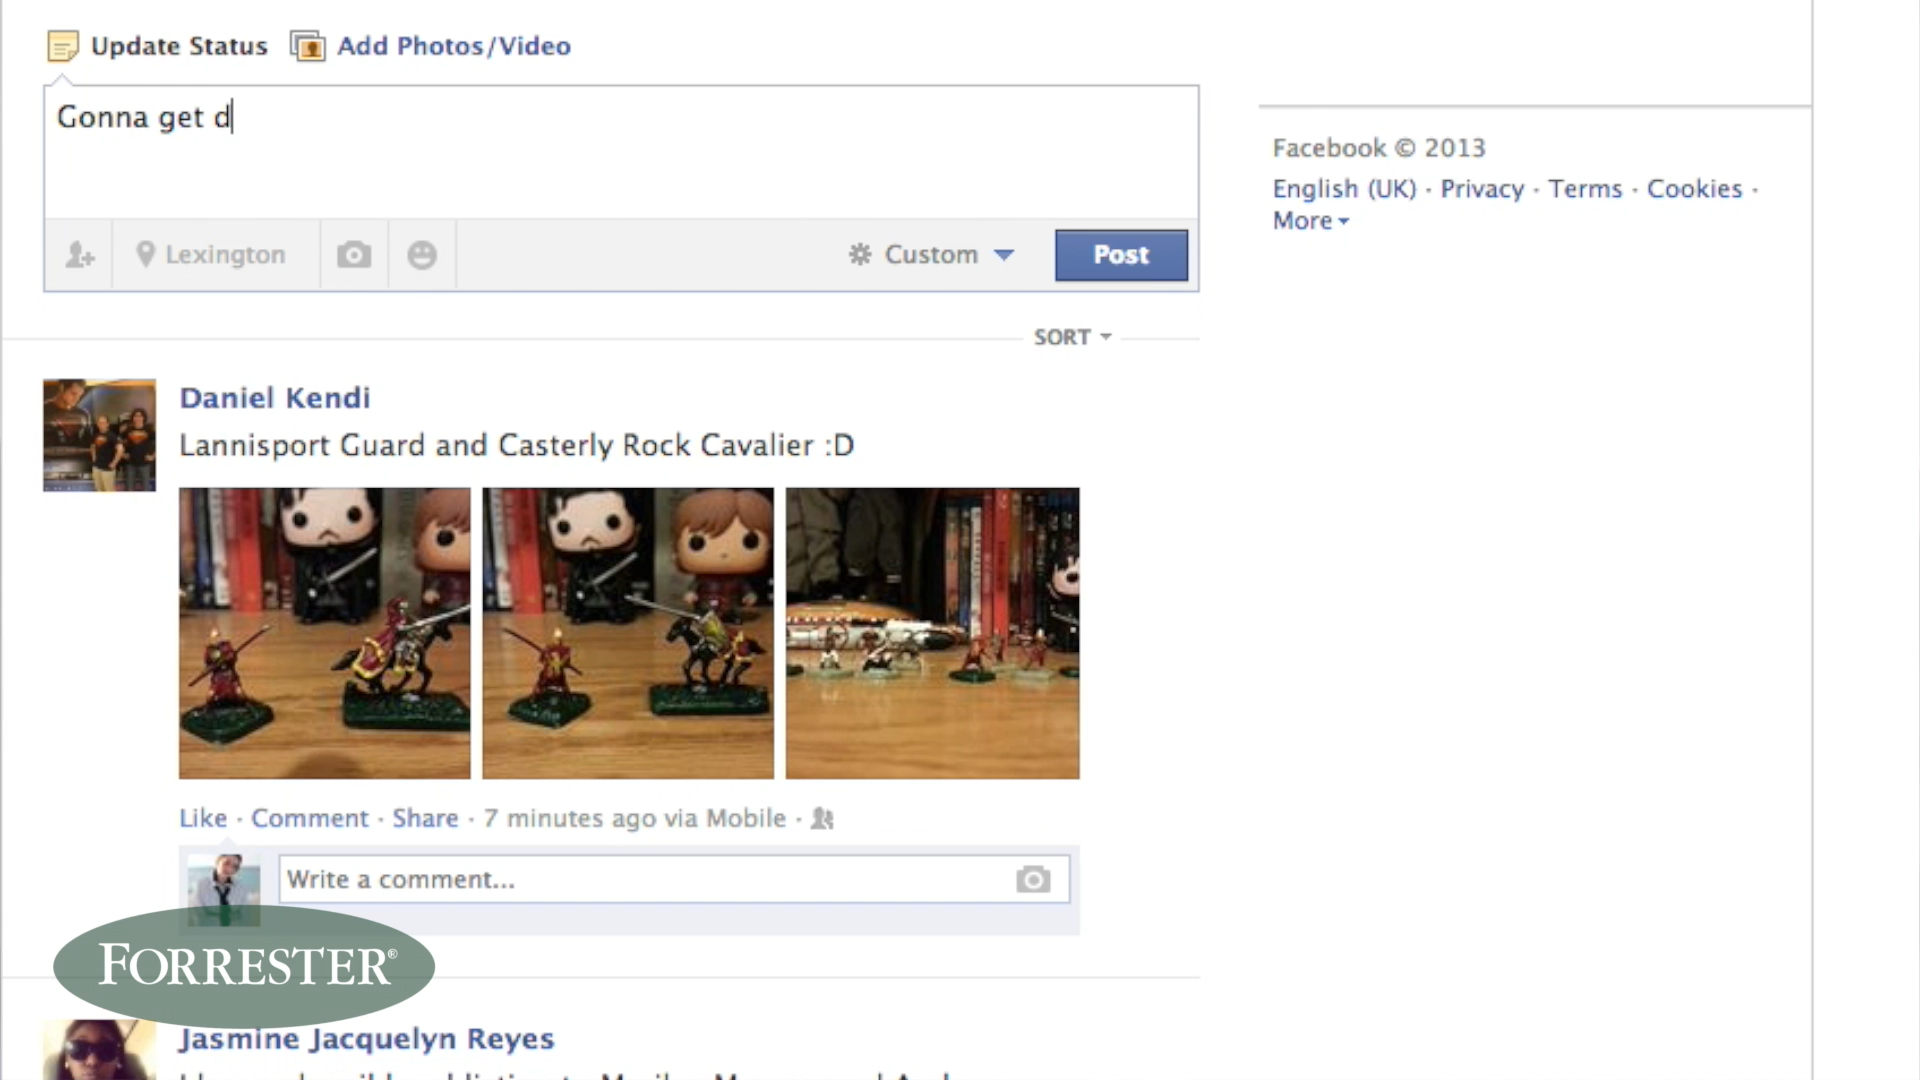 Update Status Add Photos/Video
Gonna get d
Lexington Custom Post
Facebook © 2013
English (UK) · Privacy · Terms · Cookies ·
More
SORT
Daniel Kendi
Lannisport Guard and Casterly Rock Cavalier :D
Like · Comment · Share · 7 minutes ago via Mobile ·
Write a comment...
FORRESTER®
Jasmine Jacquelyn Reyes